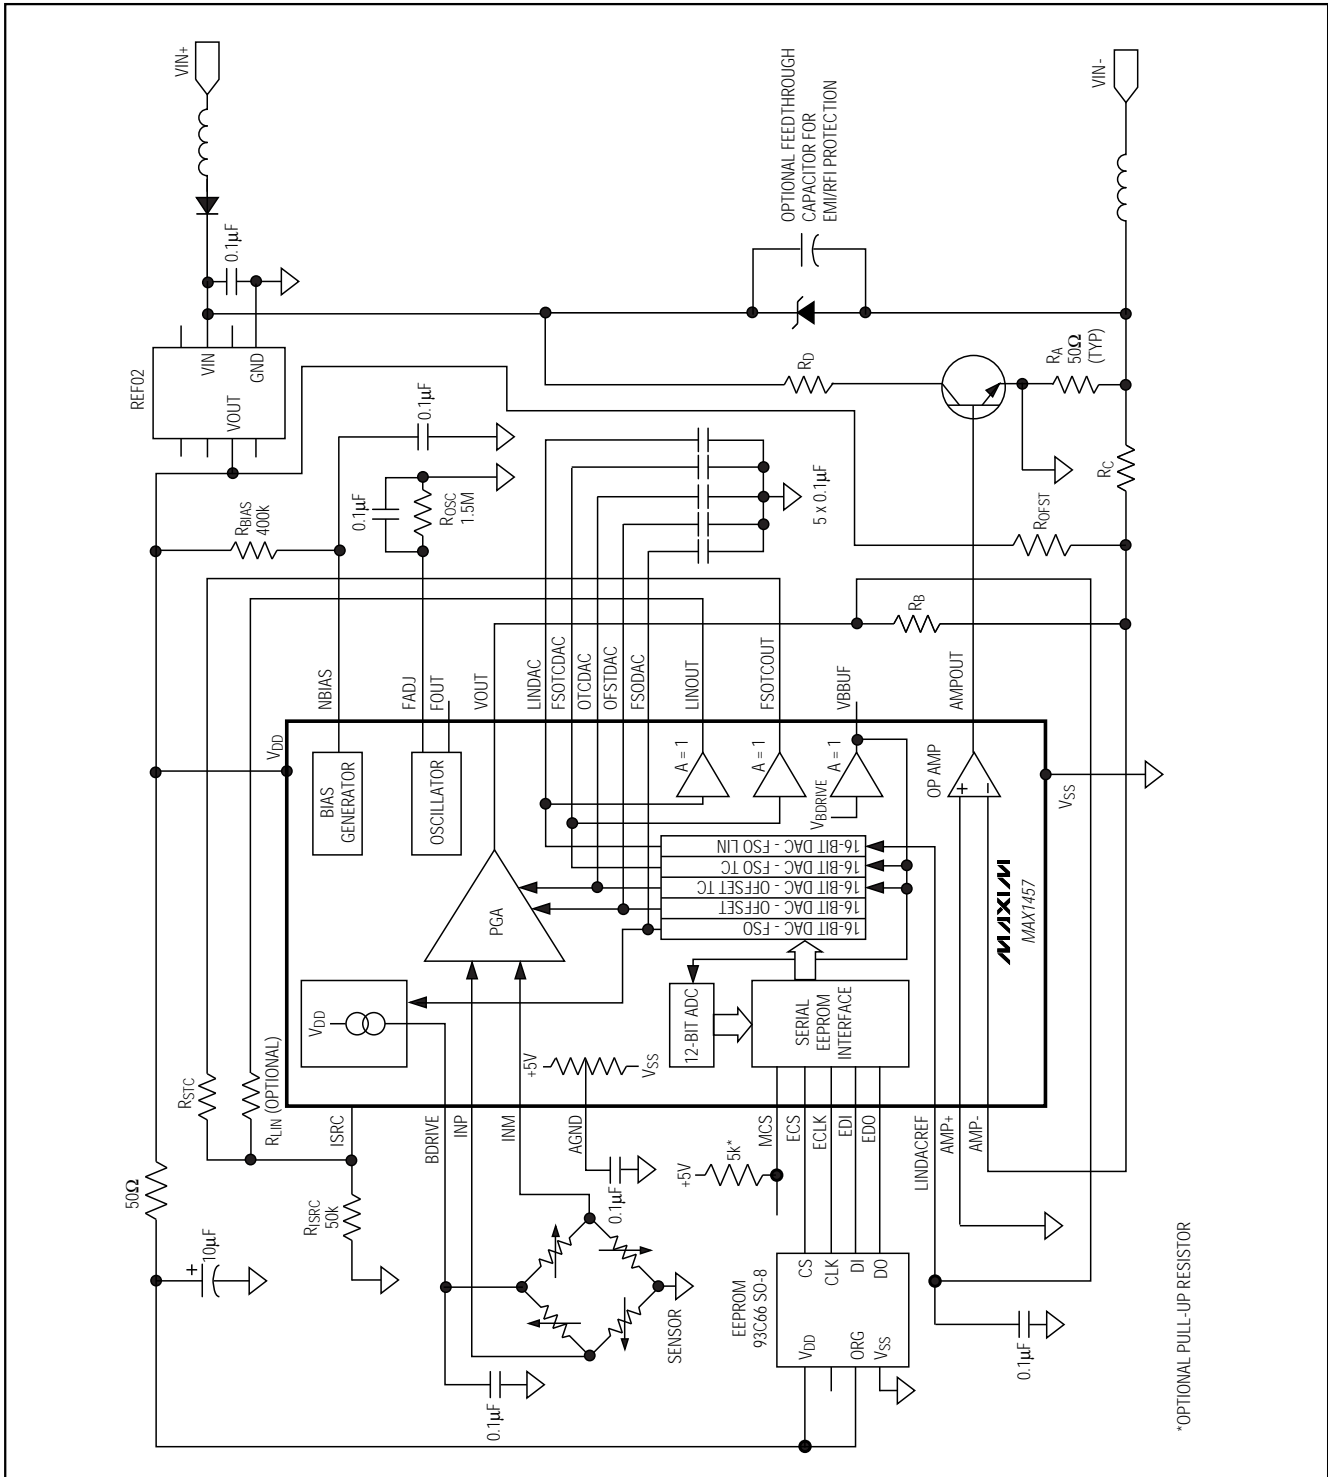 VIN+
VIN-
OPTIONAL FEEDTHROUGH
CAPACITOR FOR
EMI/RFI PROTECTION
0.1µF
REF02
VIN
GND
VOUT
RD
RA
50Ω
(TYP)
0.1µF
0.1µF
ROSC
1.5M
RBIAS
400k
5 x 0.1µF
RC
ROFST
RB
NBIAS
FADJ
FOUT
VOUT
LINDAC
FSOTCDAC
OTCDAC
OFSTDAC
FSODAC
LINOUT
FSOTCOUT
VBBUF
AMPOUT
VDD
BIAS
GENERATOR
OSCILLATOR
PGA
A = 1
A = 1
A = 1
VBDRIVE
OP AMP
+
−
VSS
16-BIT DAC - FSO LIN
16-BIT DAC - FSO TC
16-BIT DAC - OFFSET TC
16-BIT DAC - OFFSET
16-BIT DAC - FSO
MAXIM
MAX1457
VDD
12-BIT ADC
SERIAL
EEPROM
INTERFACE
+5V
VSS
RSTC
RLIN (OPTIONAL)
ISRC
BDRIVE
INP
INM
AGND
MCS
ECS
ECLK
EDI
EDO
LINDACREF
AMP+
AMP-
50Ω
+
10µF
RISRC
50k
0.1µF
+5V
5k*
SENSOR
0.1µF
EEPROM
93C66 SO-8
CS
CLK
DI
DO
VDD
ORG
VSS
0.1µF
*OPTIONAL PULL-UP RESISTOR